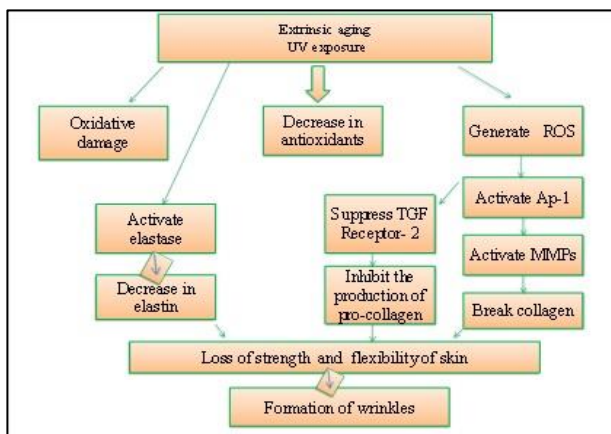 Extrinsic aging
UV exposure
Oxidative
damage
Decrease in
antioxidants
Generate ROS
Activate
elastase
Suppress TGF
Receptor- 2
Activate Ap-1
Decrease in
elastin
Inhibit the
production of
pro-collagen
Activate MMPs
Break collagen
Loss of strength and flexibility of skin
Formation of wrinkles